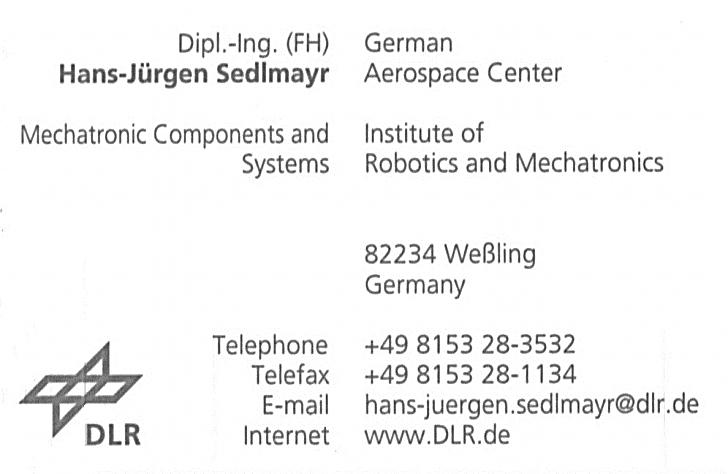 Dipl.-Ing. (FH)
Hans-Jürgen Sedlmayr
Mechatronic Components and
Systems
German
Aerospace Center
Institute of
Robotics and Mechatronics
82234 Weßling
Germany
Telephone +49 8153 28-3532
Telefax +49 8153 28-1134
E-mail hans-juergen.sedlmayr@dlr.de
Internet www.DLR.de
DLR